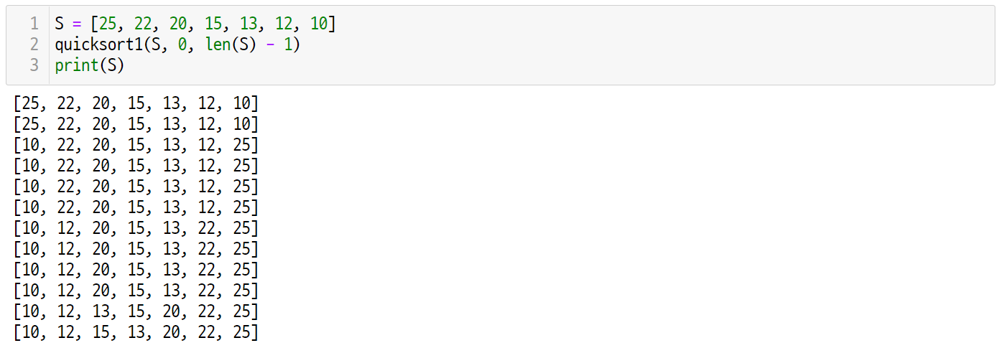 1 S = [25, 22, 20, 15, 13, 12, 10]
2 quicksort1(S, 0, len(S) - 1)
3 print(S)
[25, 22, 20, 15, 13, 12, 10]
[25, 22, 20, 15, 13, 12, 10]
[10, 22, 20, 15, 13, 12, 25]
[10, 22, 20, 15, 13, 12, 25]
[10, 22, 20, 15, 13, 12, 25]
[10, 22, 20, 15, 13, 12, 25]
[10, 12, 20, 15, 13, 22, 25]
[10, 12, 20, 15, 13, 22, 25]
[10, 12, 20, 15, 13, 22, 25]
[10, 12, 20, 15, 13, 22, 25]
[10, 12, 13, 15, 20, 22, 25]
[10, 12, 15, 13, 20, 22, 25]